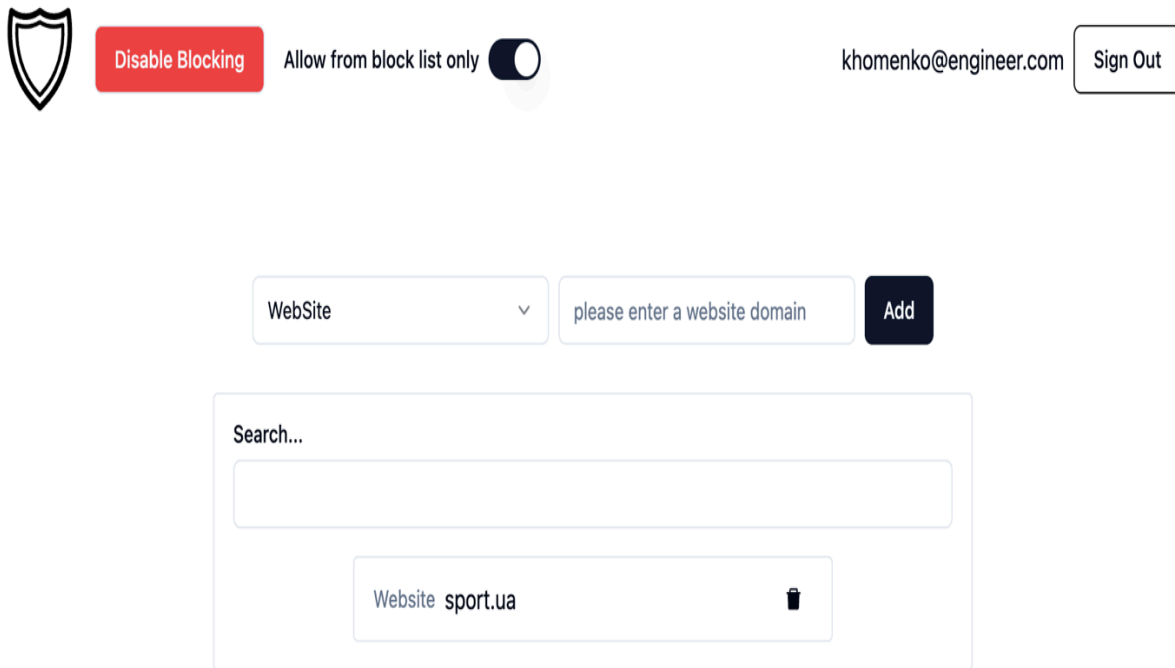 Disable Blocking Allow from block list only khomenko@engineer.com Sign Out
WebSite please enter a website domain Add
Search...
Website sport.ua